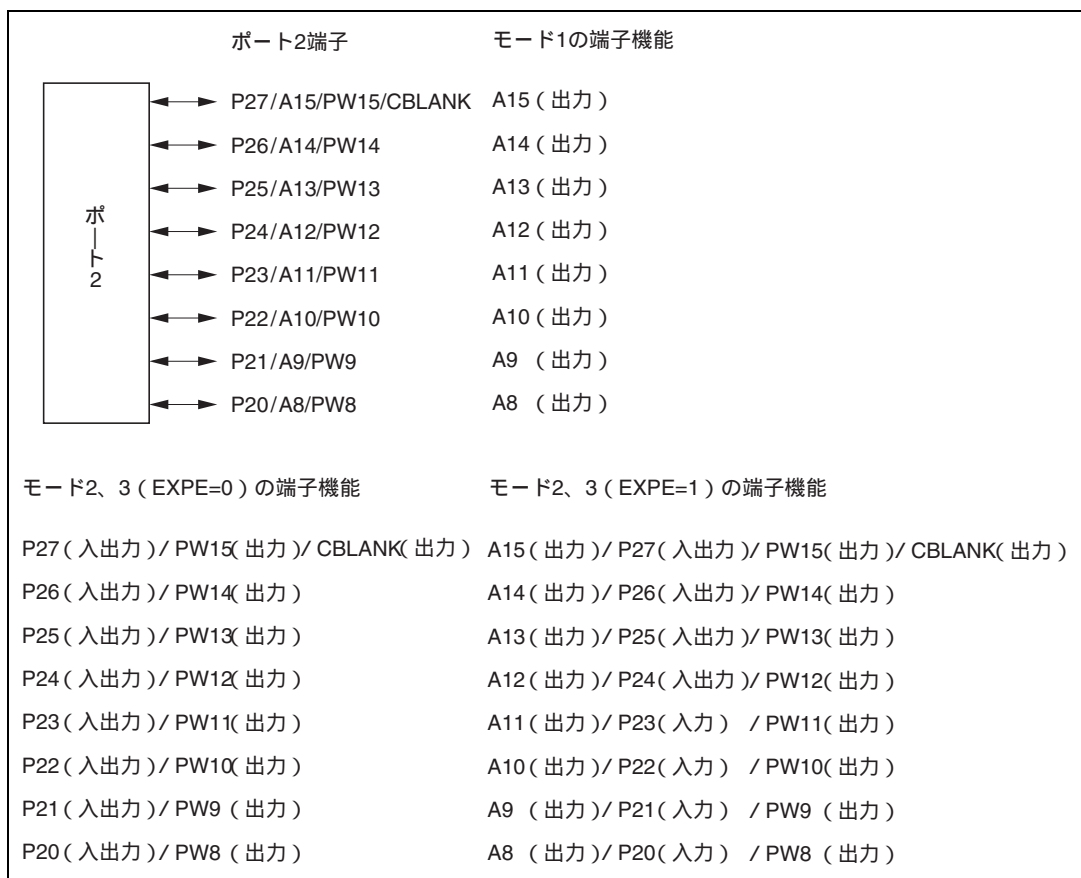 ポート2端子 モード1の端子機能
ポート2
P27/A15/PW15/CBLANK A15（出力）
P26/A14/PW14 A14（出力）
P25/A13/PW13 A13（出力）
P24/A12/PW12 A12（出力）
P23/A11/PW11 A11（出力）
P22/A10/PW10 A10（出力）
P21/A9/PW9 A9 （出力）
P20/A8/PW8 A8 （出力）
モード2、3（EXPE=0）の端子機能 モード2、3（EXPE=1）の端子機能
P27（入出力）/ PW15（出力）/ CBLANK（出力） A15（出力）/ P27（入出力）/ PW15（出力）/ CBLANK（出力）
P26（入出力）/ PW14（出力） A14（出力）/ P26（入出力）/ PW14（出力）
P25（入出力）/ PW13（出力） A13（出力）/ P25（入出力）/ PW13（出力）
P24（入出力）/ PW12（出力） A12（出力）/ P24（入出力）/ PW12（出力）
P23（入出力）/ PW11（出力） A11（出力）/ P23（入力） / PW11（出力）
P22（入出力）/ PW10（出力） A10（出力）/ P22（入力） / PW10（出力）
P21（入出力）/ PW9（出力） A9 （出力）/ P21（入力） / PW9 （出力）
P20（入出力）/ PW8（出力） A8 （出力）/ P20（入力） / PW8 （出力）